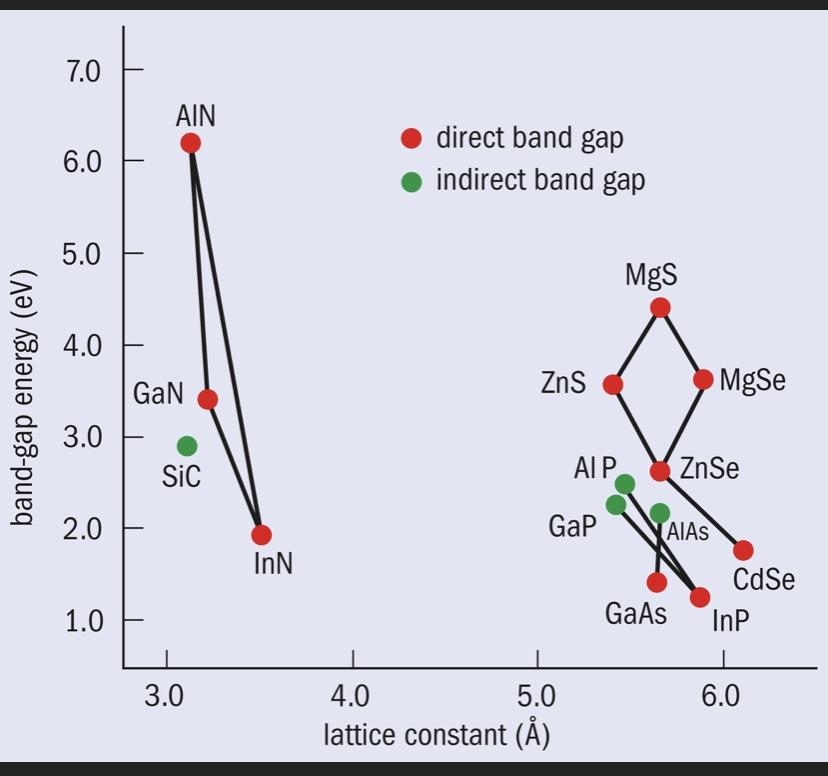 7.0
AlN
direct band gap
6.0
indirect band gap
5.0
MgS
4.0
ZnS
MgSe
GaN
3.0
Al P
ZnSe
SiC
2.0
GaP
AlAs
InN
CdSe
1.0
GaAs
InP
band-gap energy (eV)
3.0
4.0
5.0
6.0
lattice constant (Å)